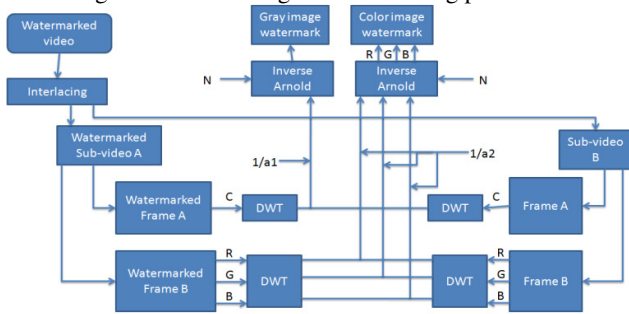 Watermarked
video
Gray image
watermark
Color image
watermark
R G B
N
Inverse
Arnold
Inverse
Arnold
N
Interlacing
Watermarked
Sub-video A
1/a1
1/a2
Sub-video
B
Watermarked
Frame A
C
DWT
DWT
C
Frame A
Watermarked
Frame B
R
G
B
DWT
DWT
R
G
B
Frame B